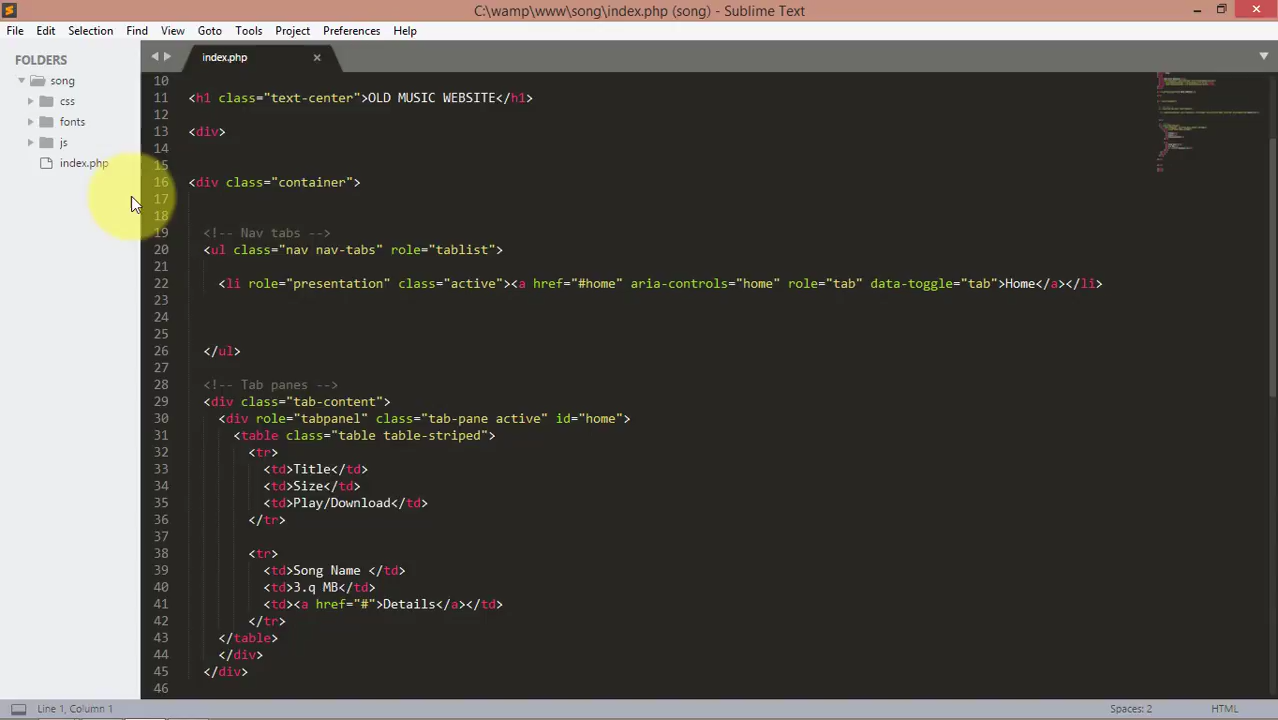 C:\wamp\www\song\index.php (song) - Sublime Text
File Edit Selection Find View Goto Tools Project Preferences Help
FOLDERS
song
css
fonts
js
index.php
index.php
10
11 <h1 class="text-center">OLD MUSIC WEBSITE</h1>
12
13 <div>
14
15
16 <div class="container">
17
18
19 <!-- Nav tabs -->
20 <ul class="nav nav-tabs" role="tablist">
21
22 <li role="presentation" class="active"><a href="#home" aria-controls="home" role="tab" data-toggle="tab">Home</a></li>
23
24
25
26 </ul>
27
28 <!-- Tab panes -->
29 <div class="tab-content">
30 <div role="tabpanel" class="tab-pane active" id="home">
31 <table class="table table-striped">
32 <tr>
33 <td>Title</td>
34 <td>Size</td>
35 <td>Play/Download</td>
36 </tr>
37
38 <tr>
39 <td>Song Name </td>
40 <td>3.q MB</td>
41 <td><a href="#">Details</a></td>
42 </tr>
43 </table>
44 </div>
45 </div>
46
Line 1, Column 1
Spaces: 2
HTML